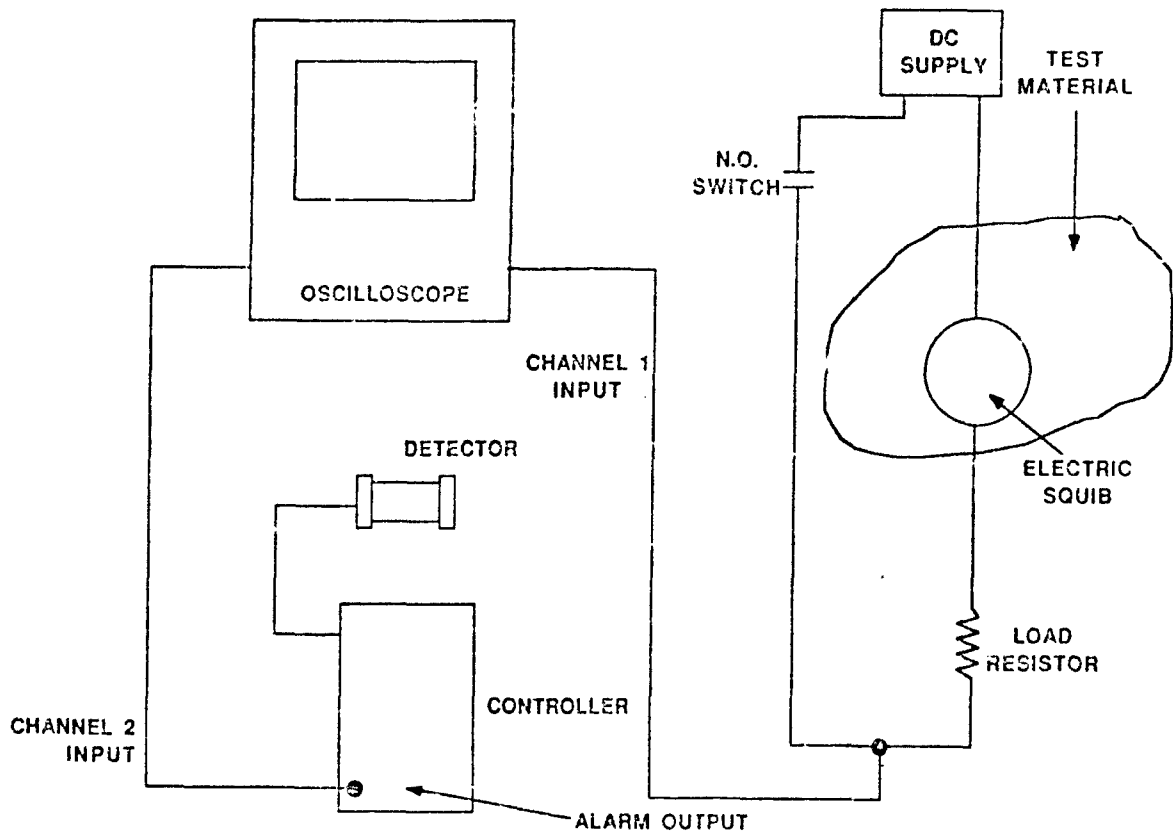 DC
SUPPLY
TEST
MATERIAL
N.O.
SWITCH
OSCILLOSCOPE
CHANNEL 1
INPUT
DETECTOR
ELECTRIC
SQUIB
LOAD
RESISTOR
CONTROLLER
CHANNEL 2
INPUT
ALARM OUTPUT